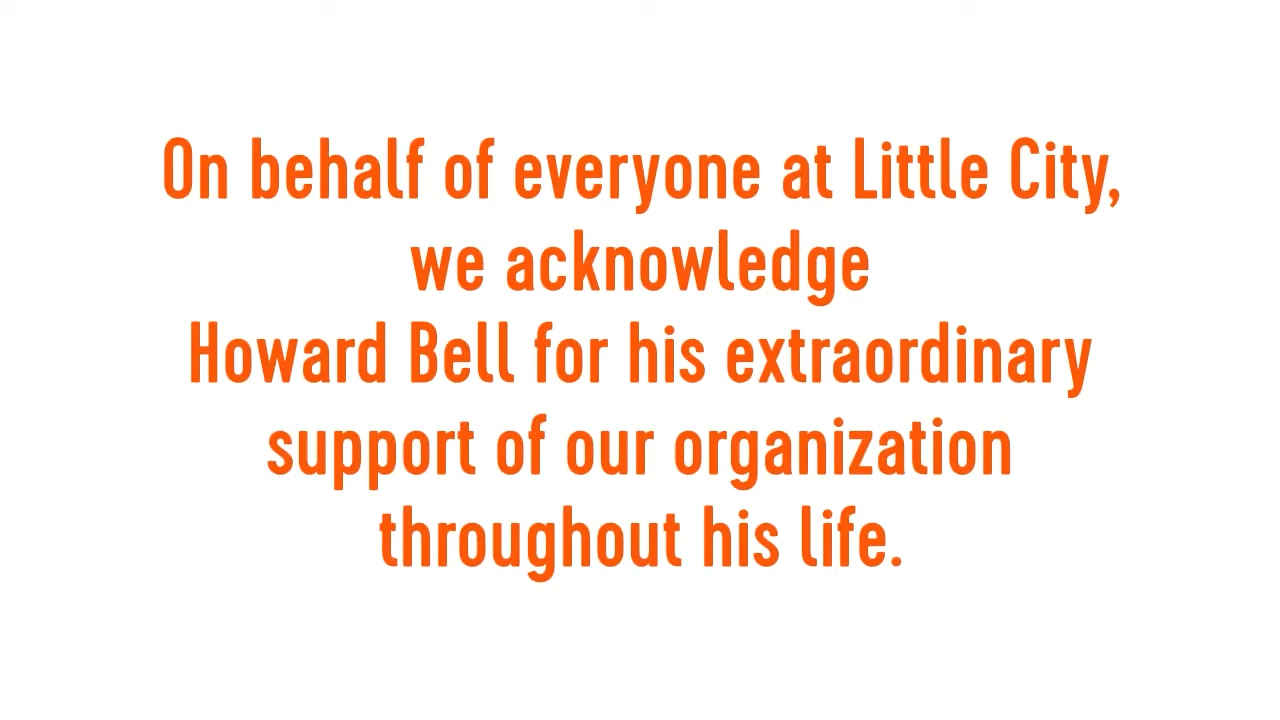 On behalf of everyone at Little City,
we acknowledge
Howard Bell for his extraordinary
support of our organization
throughout his life.